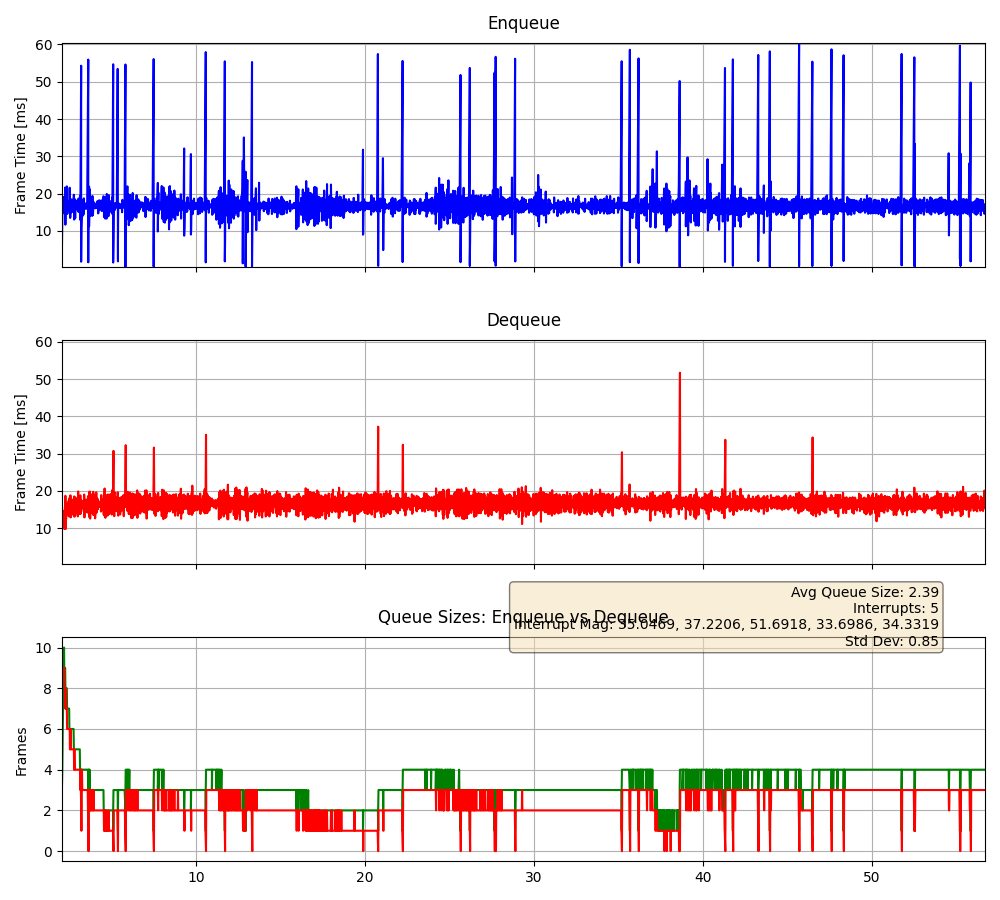 Enqueue
60
50
40
30
20
10
Frame Time [ms]
Dequeue
60
50
40
30
20
10
Frame Time [ms]
Avg Queue Size: 2.39
Interrupts: 5
Queue Sizes: Enqueue vs Dequeue
Interrupt Mag: 35.0469, 37.2206, 51.6918, 33.6986, 34.3319
Std Dev: 0.85
10
8
6
4
2
0
Frames
10 20 30 40 50